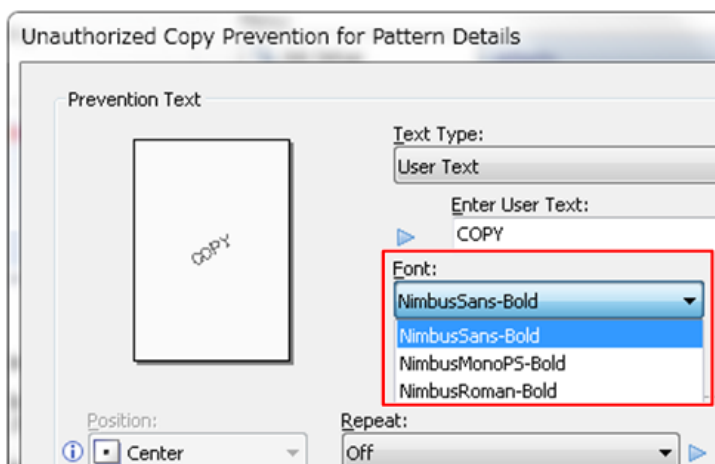 Unauthorized Copy Prevention for Pattern Details
Prevention Text
Text Type:
User Text
Enter User Text:
COPY
COPY
Font:
NimbusSans-Bold
NimbusSans-Bold
NimbusMonoPS-Bold
NimbusRoman-Bold
Position:
Repeat:
Center
Off